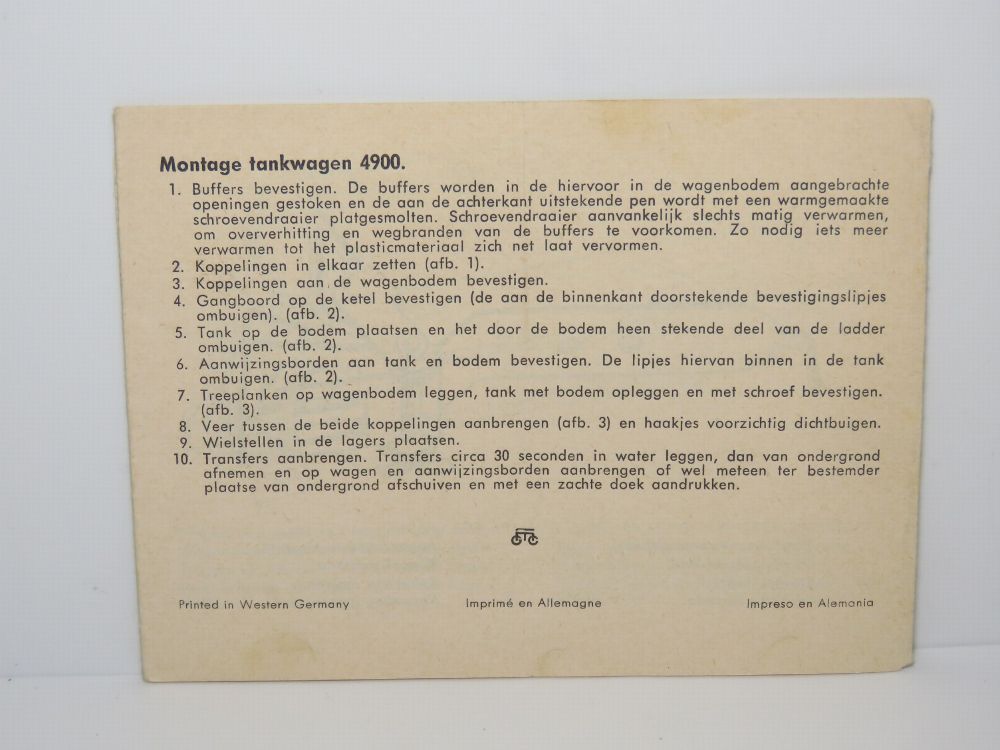 Montage tankwagen 4900.
1. Buffers bevestigen. De buffers worden in de hiervoor in de wagenbodem aangebrachte
openingen gestoken en de aan de achterkant uitstekende pen wordt met een warmgemaakte
schroevendraaier platgesmolten. Schroevendraaier aanvankelijk slechts matig verwarmen,
om oververhitting en wegbranden van de buffers te voorkomen. Zo nodig iets meer
verwarmen tot het plasticmateriaal zich net laat vervormen.
2. Koppelingen in elkaar zetten (afb. 1).
3. Koppelingen aan de wagenbodem bevestigen.
4. Gangboord op de ketel bevestigen (de aan de binnenkant doorstekende bevestigingslipjes
ombuigen). (afb. 2).
5. Tank op de bodem plaatsen en het door de bodem heen stekende deel van de ladder
ombuigen. (afb. 2).
6. Aanwijzingsborden aan tank en bodem bevestigen. De lipjes hiervan binnen in de tank
ombuigen. (afb. 2).
7. Treeplanken op wagenbodem leggen, tank met bodem opleggen en met schroef bevestigen.
(afb. 3).
8. Veer tussen de beide koppelingen aanbrengen (afb. 3) en haakjes voorzichtig dichtbuigen.
9. Wielstellen in de lagers plaatsen.
10. Transfers aanbrengen. Transfers circa 30 seconden in water leggen, dan van ondergrond
afnemen en op wagen en aanwijzingsborden aanbrengen of wel meteen ter bestemder
plaatse van ondergrond afschuiven en met een zachte doek aandrukken.
Printed in Western Germany
Imprimé en Allemagne
Impreso en Alemania